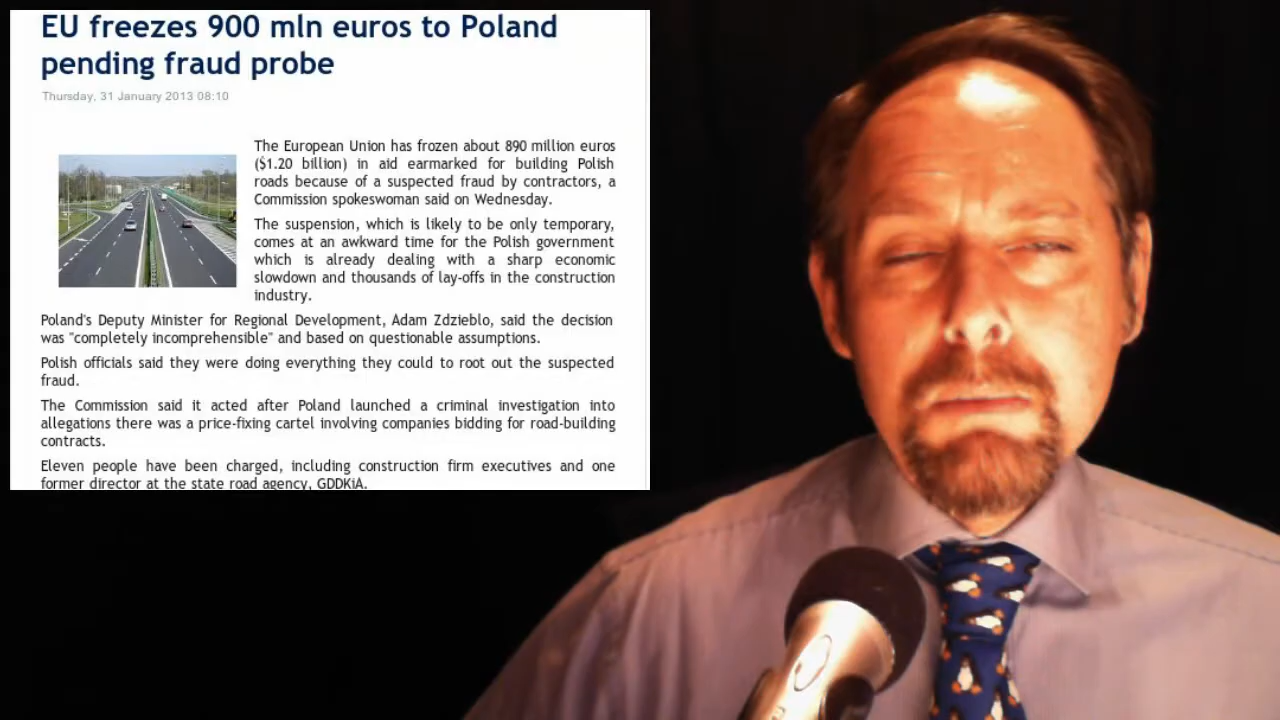 EU freezes 900 mln euros to Poland
pending fraud probe
Thursday, 31 January 2013 08:10
The European Union has frozen about 890 million euros
($1.20 billion) in aid earmarked for building Polish
roads because of a suspected fraud by contractors, a
Commission spokeswoman said on Wednesday.
The suspension, which is likely to be only temporary,
comes at an awkward time for the Polish government
which is already dealing with a sharp economic
slowdown and thousands of lay-offs in the construction
industry.
Poland's Deputy Minister for Regional Development, Adam Zdzieblo, said the decision
was "completely incomprehensible" and based on questionable assumptions.
Polish officials said they were doing everything they could to root out the suspected
fraud.
The Commission said it acted after Poland launched a criminal investigation into
allegations there was a price-fixing cartel involving companies bidding for road-building
contracts.
Eleven people have been charged, including construction firm executives and one
former director at the state road agency, GDDKiA.